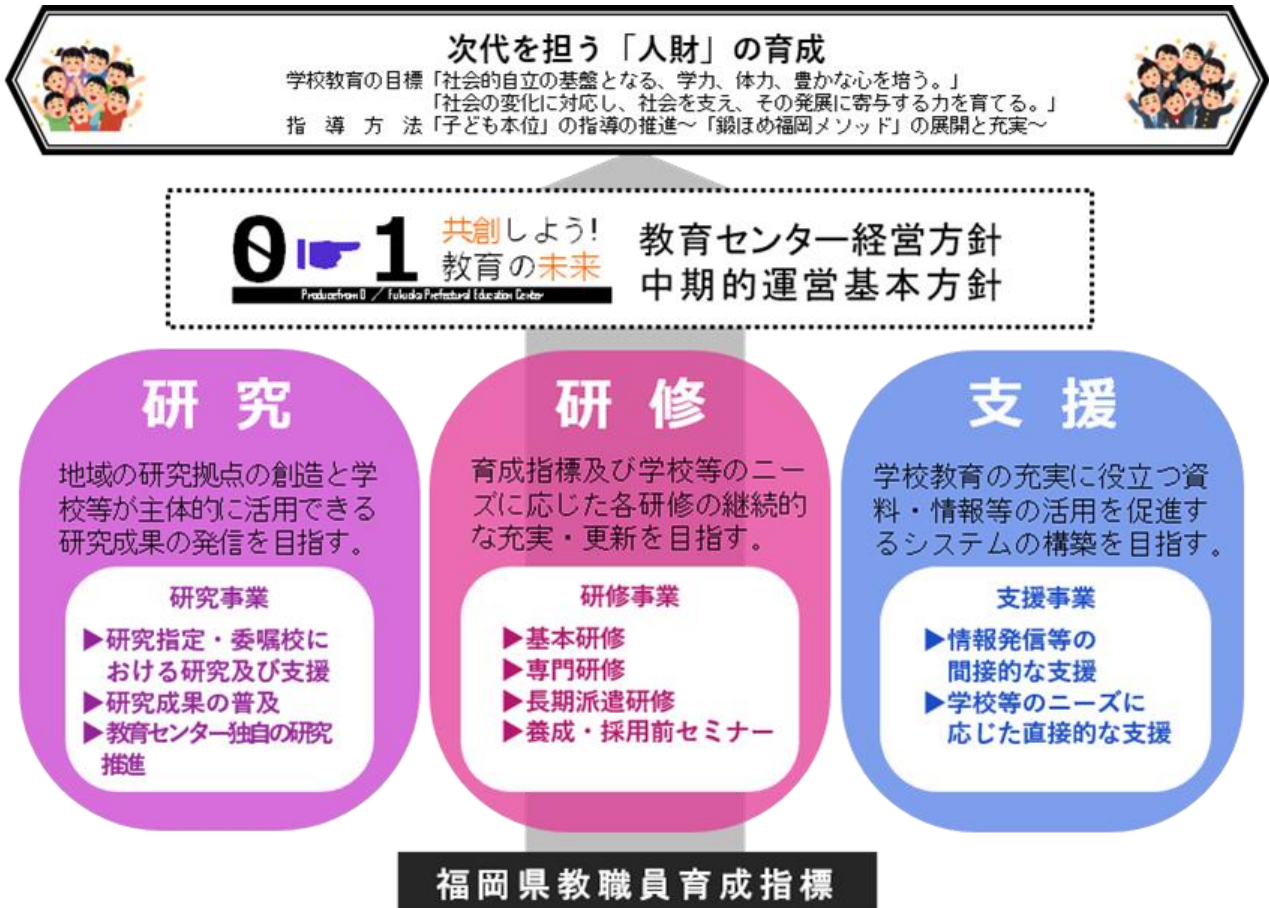 次代を担う「人財」の育成
学校教育の目標「社会的自立の基盤となる、学力、体力、豊かな心を培う。」
「社会の変化に対応し、社会を支え、その発展に寄与する力を育てる。」
指導方法「子ども本位」の指導の推進～「鍛ほめ福岡メソッド」の展開と充実～
0 1
共創しよう!
教育の未来
Produce from 0 / Fukuoka Prefectural Education Center
教育センター経営方針
中期的運営基本方針
研究
地域の研究拠点の創造と学
校等が主体的に活用できる
研究成果の発信を目指す。
研究事業
▶研究指定・委嘱校に
おける研究及び支援
▶研究成果の普及
▶教育センター独自の研究
推進
研修
育成指標及び学校等のニー
ズに応じた各研修の継続的
な充実・更新を目指す。
研修事業
▶基本研修
▶専門研修
▶長期派遣研修
▶養成・採用前セミナー
支援
学校教育の充実に役立つ資
料・情報等の活用を促進す
るシステムの構築を目指す。
支援事業
▶情報発信等の
間接的な支援
▶学校等のニーズに
応じた直接的な支援
福岡県教職員育成指標